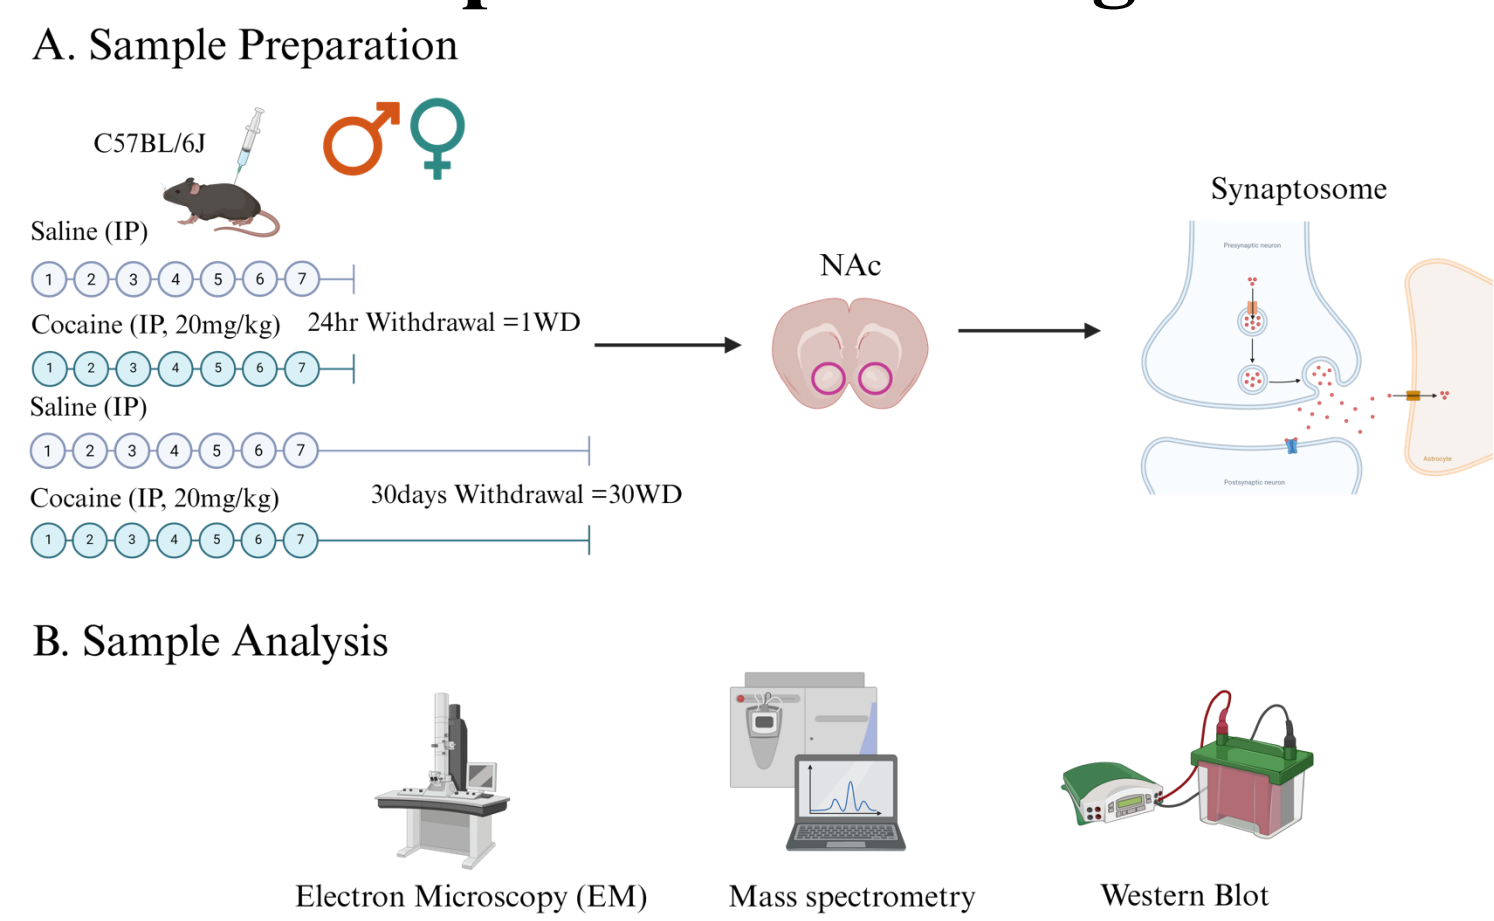 A. Sample Preparation
C57BL/6J
Saline (IP)
1 2 3 4 5 6 7
Cocaine (IP, 20mg/kg)
24hr Withdrawal =1WD
1 2 3 4 5 6 7
Saline (IP)
1 2 3 4 5 6 7
Cocaine (IP, 20mg/kg)
30days Withdrawal =30WD
1 2 3 4 5 6 7
NAc
Synaptosome
Presynaptic neuron
Astrocyte
Postsynaptic neuron
B. Sample Analysis
Electron Microscopy (EM)
Mass spectrometry
Western Blot